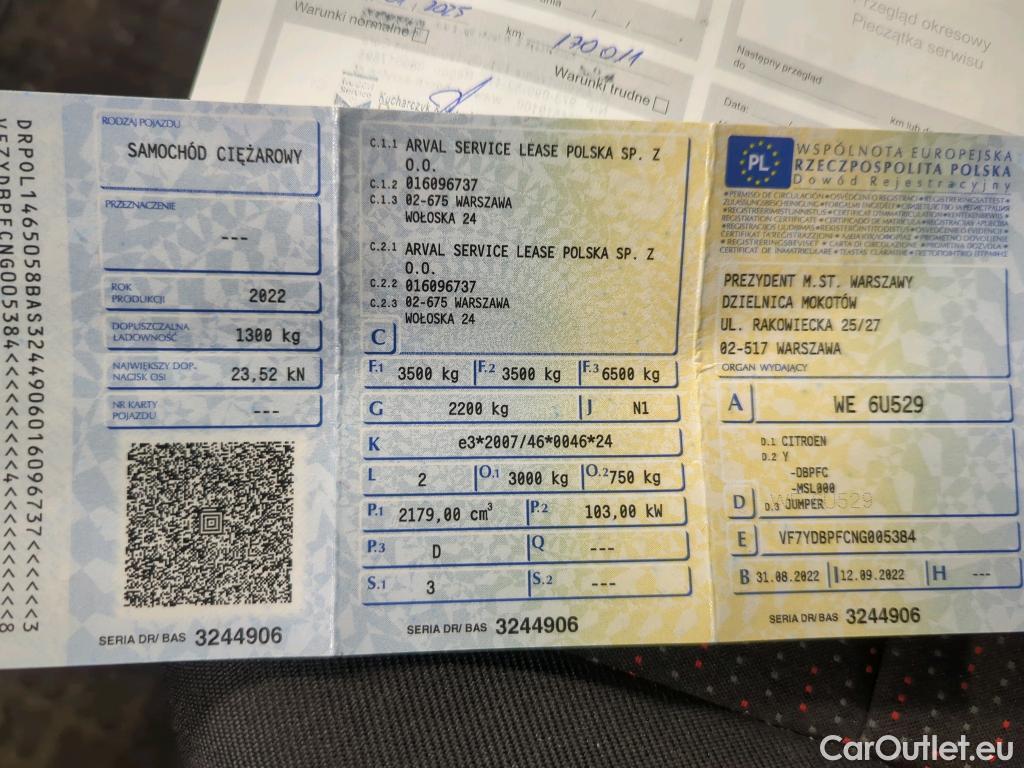 2025
Warunki normalne
km:
170 011
Warunki trudne
Kucharczyk
Przegląd okresowy
Pieczątka serwisu
Następny przegląd
do
Data:
km lub do
RODZAJ POJAZDU
SAMOCHÓD CIĘŻAROWY
PRZEZNACZENIE
---
ROK PRODUKCJI 2022
DOPUSZCZALNA ŁADOWNOŚĆ 1300 kg
NAJWIĘKSZY DOP. NACISK OSI 23,52 kN
NR KARTY POJAZDU ---
SERIA DR/ BAS 3244906
C.1.1 ARVAL SERVICE LEASE POLSKA SP. Z
O.O.
C.1.2 016096737
C.1.3 02-675 WARSZAWA
WOŁOSKA 24
C.2.1 ARVAL SERVICE LEASE POLSKA SP. Z
O.O.
C.2.2 016096737
C.2.3 02-675 WARSZAWA
WOŁOSKA 24
C
F.1 3500 kg F.2 3500 kg F.3 6500 kg
G 2200 kg J N1
K e3*2007/46*0046*24
L 2 O.1 3000 kg O.2 750 kg
P.1 2179,00 cm³ P.2 103,00 kW
P.3 D Q ---
S.1 3 S.2 ---
SERIA DR/ BAS 3244906
PL
WSPÓLNOTA EUROPEJSKA
RZECZPOSPOLITA POLSKA
Dowód Rejestracyjny
PREZYDENT M.ST. WARSZAWY
DZIELNICA MOKOTÓW
UL. RAKOWIECKA 25/27
02-517 WARSZAWA
ORGAN WYDAJĄCY
A WE 6U529
D.1 CITROEN
D.2 Y
-DBPFC
-MSL000
D D.3 JUMPER
E VF7YDBPFCNG005384
B 31.08.2022 I 12.09.2022 H ---
SERIA DR/ BAS 3244906
CarOutlet.eu